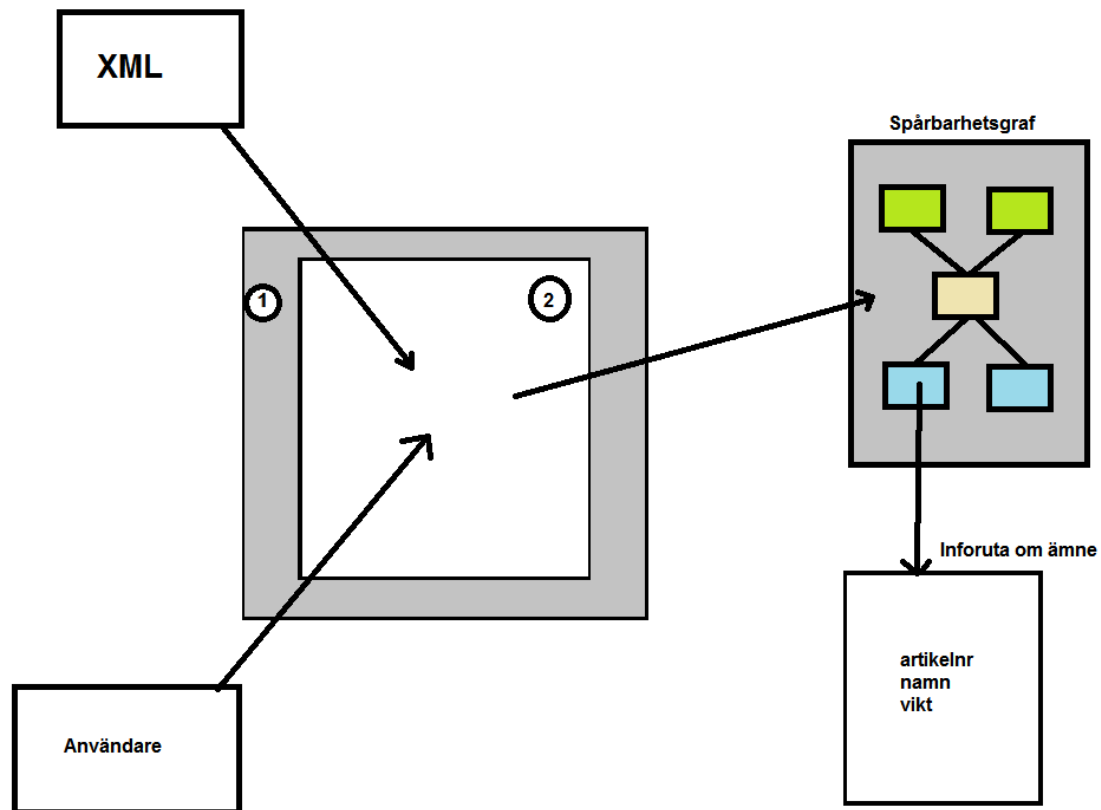 XML
Spårbarhetsgraf
1
2
Inforuta om ämne
artikelnr
namn
vikt
Användare